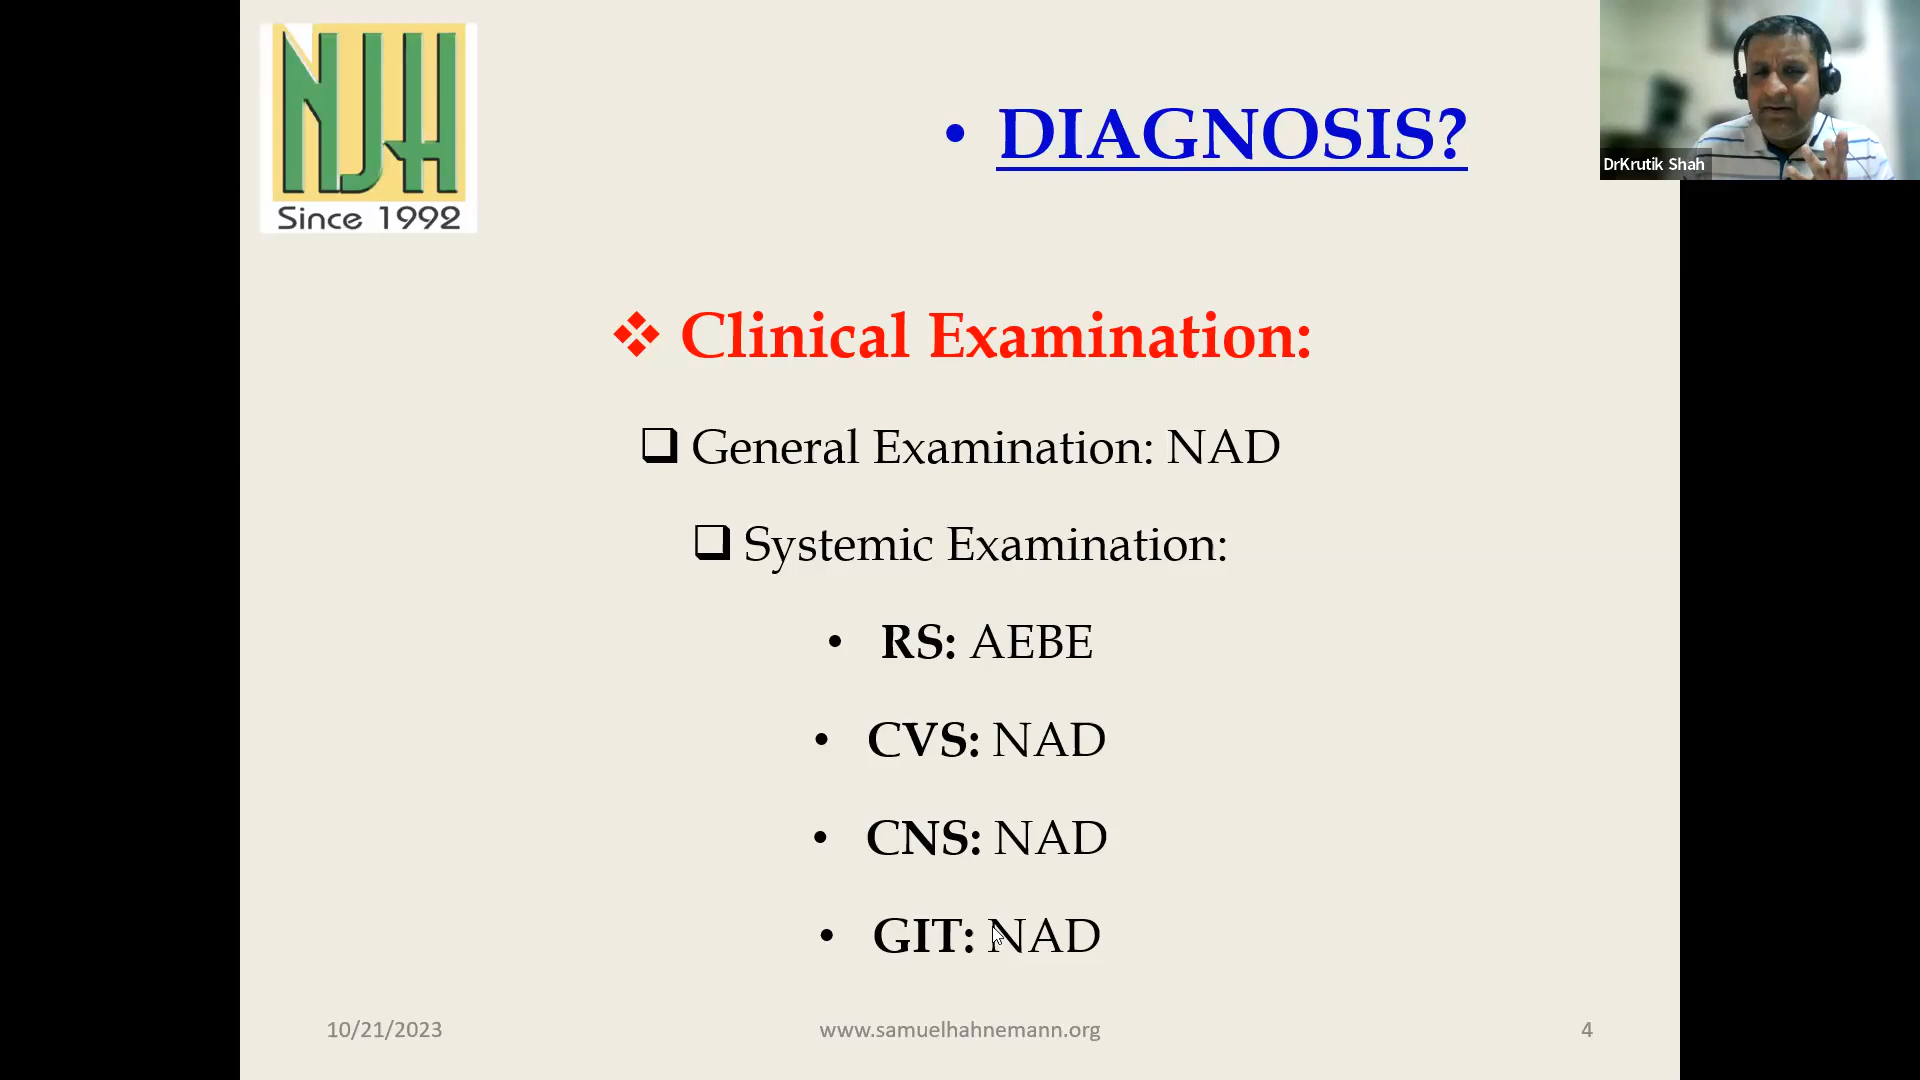 NJH
Since 1992
• DIAGNOSIS?
DrKrutik Shah
❖ Clinical Examination:
❑ General Examination: NAD
❑ Systemic Examination:
• RS: AEBE
• CVS: NAD
• CNS: NAD
• GIT: NAD
10/21/2023
www.samuelhahnemann.org
4